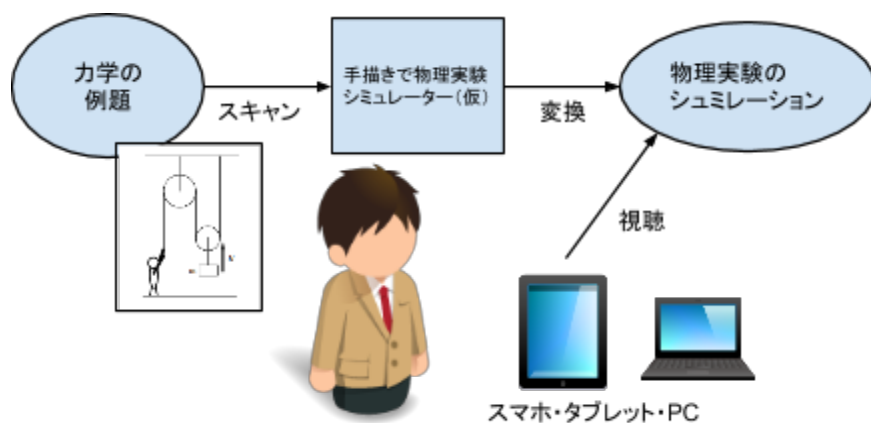 力学の
例題
スキャン
手描きで物理実験
シミュレーター(仮)
変換
物理実験の
シュミレーション
視聴
スマホ・タブレット・PC